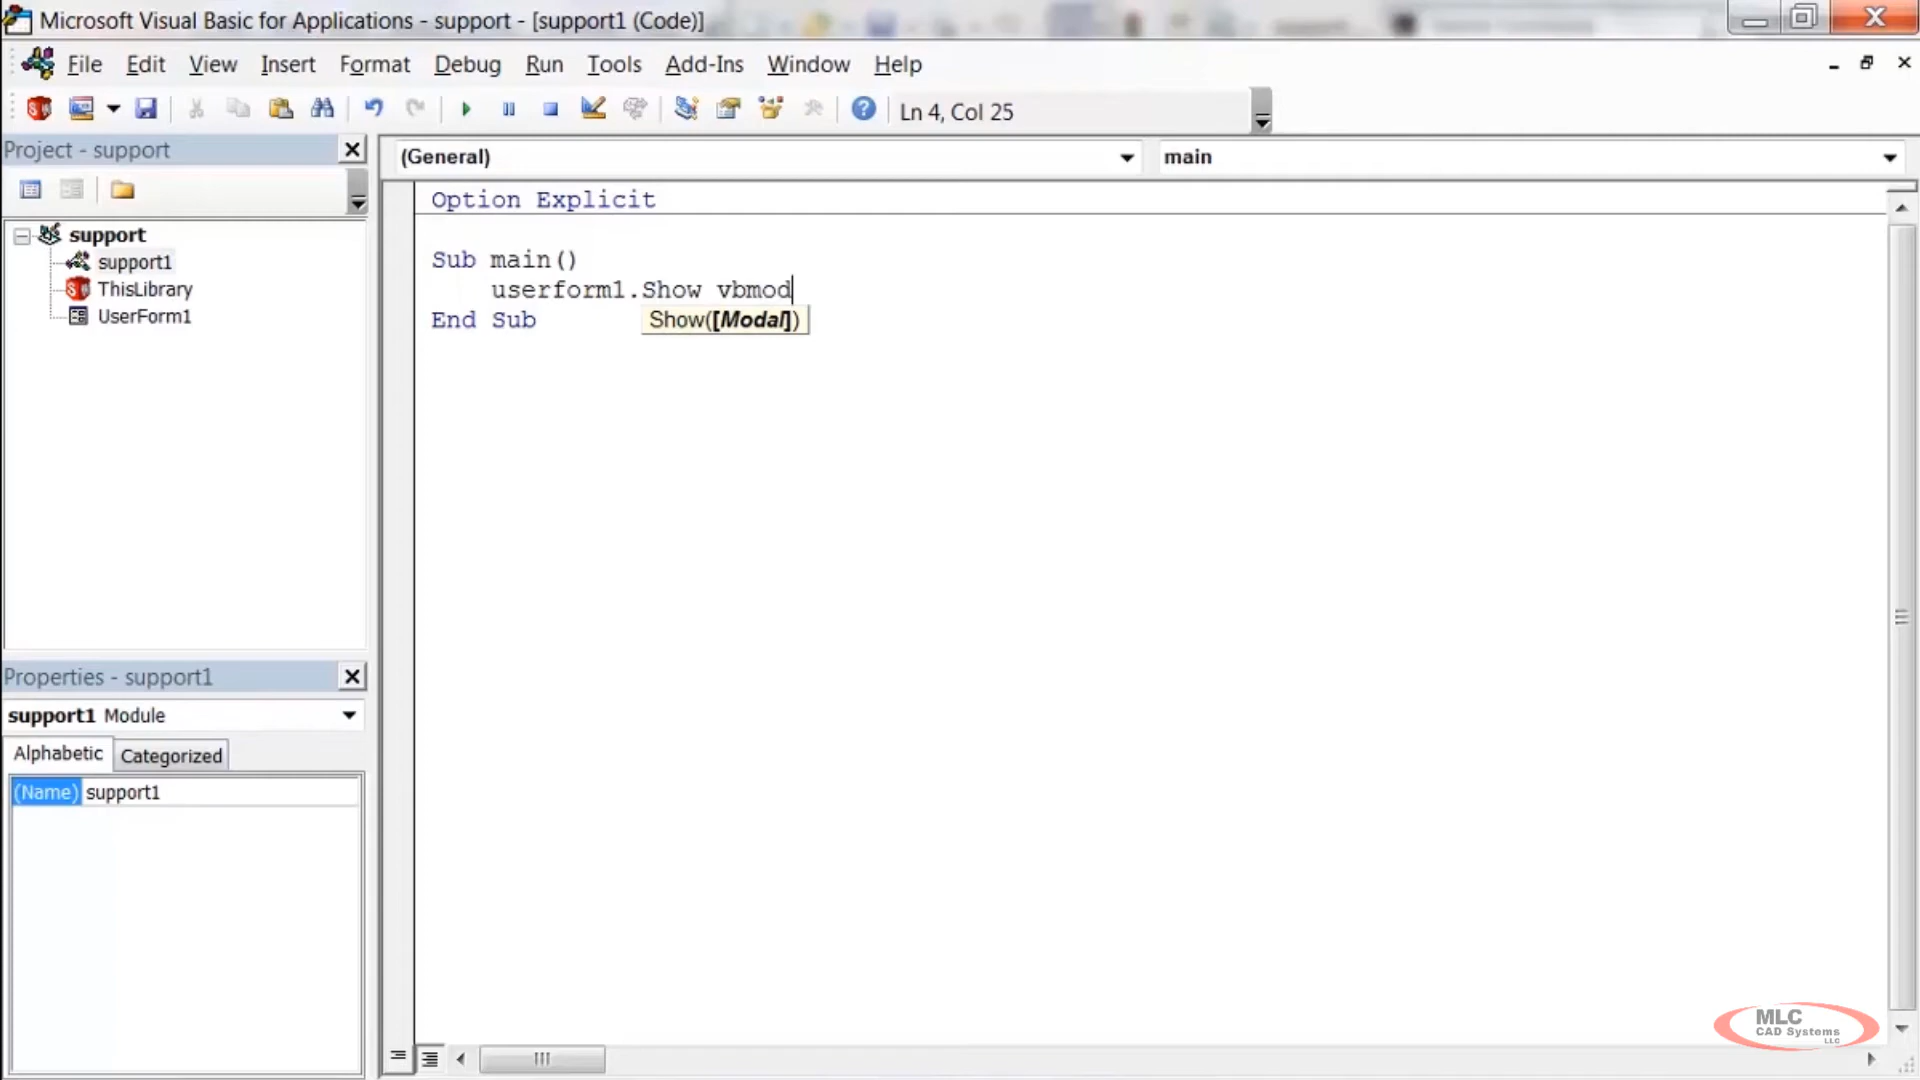 Microsoft Visual Basic for Applications - support - [support1 (Code)]
File Edit View Insert Format Debug Run Tools Add-Ins Window Help
Ln 4, Col 25
Project - support
(General)
main
support
support1
ThisLibrary
UserForm1
Option Explicit
Sub main()
userform1.Show vbmod
End Sub
Show([Modal])
Properties - support1
support1 Module
Alphabetic Categorized
(Name) support1
MLC
CAD Systems
LLC